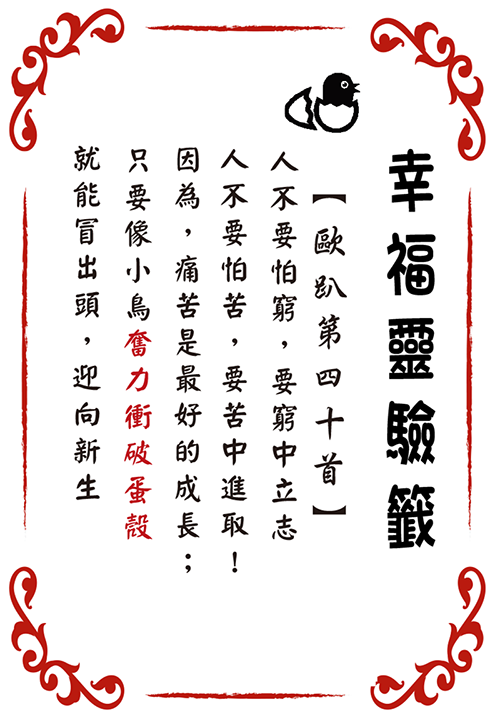 幸福靈驗籤
【歐趴第四十首】
人不要怕窮，要窮中立志
人不要怕苦，要苦中進取！
因為，痛苦是最好的成長；
只要像小鳥奮力衝破蛋殼
就能冒出頭，迎向新生